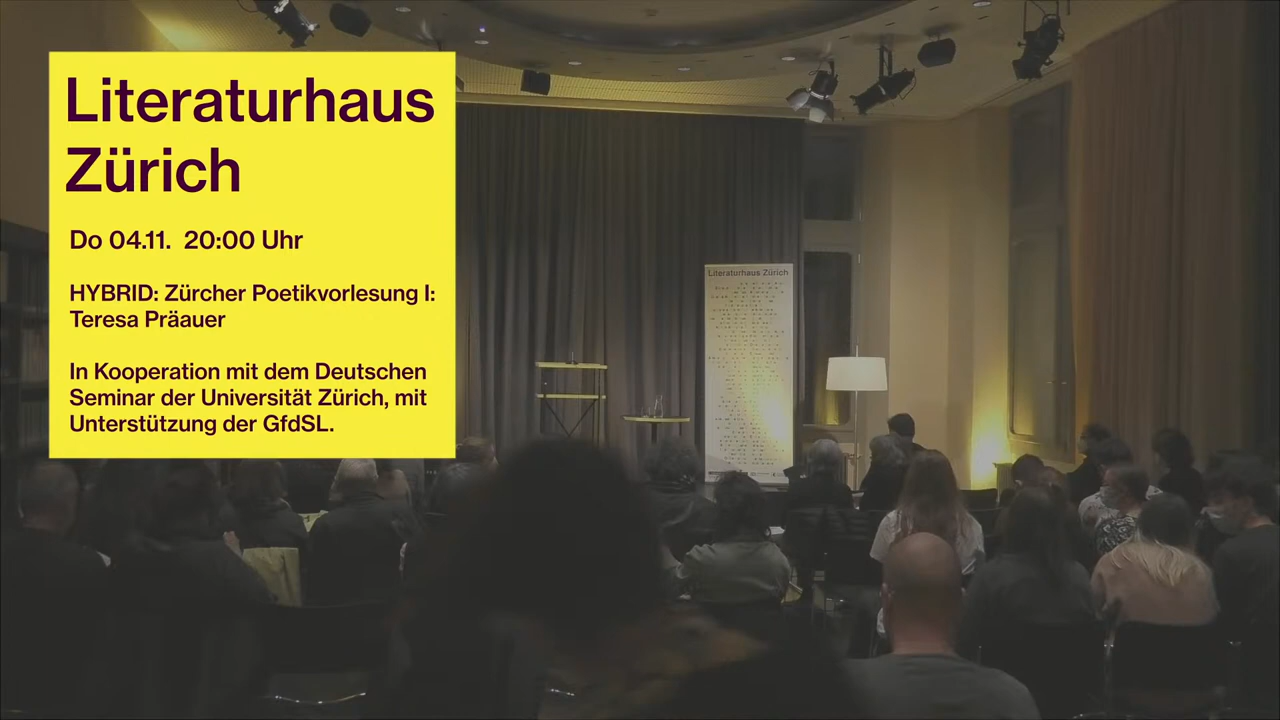 Literaturhaus
Zürich
Do 04.11.  20:00 Uhr
HYBRID: Zürcher Poetikvorlesung I:
Teresa Präauer
In Kooperation mit dem Deutschen
Seminar der Universität Zürich, mit
Unterstützung der GfdSL.
Literaturhaus Zürich